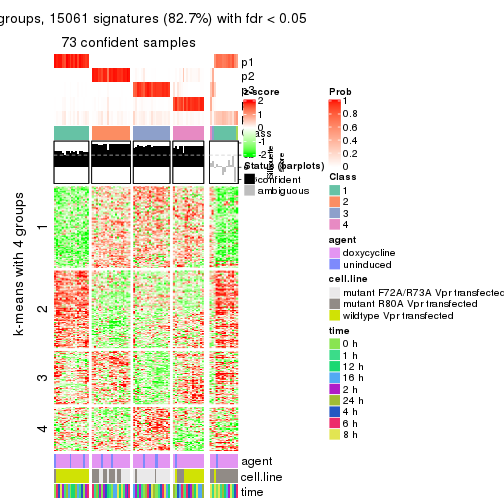 groups, 15061 signatures (82.7%) with fdr < 0.05
73 confident samples
p1
p2
p3
z-score
2
1
0
-1
-2
Prob
1
0.8
0.6
0.4
0.2
0
Silhouette
score
Status (barplots)
confident
ambiguous
Class
1
2
3
4
agent
doxycycline
uninduced
cell.line
mutant F72A/R73A Vpr transfected
mutant R80A Vpr transfected
wildtype Vpr transfected
time
0 h
1 h
12 h
16 h
2 h
24 h
4 h
6 h
8 h
k-means with 4 groups
1
2
3
4
agent
cell.line
time